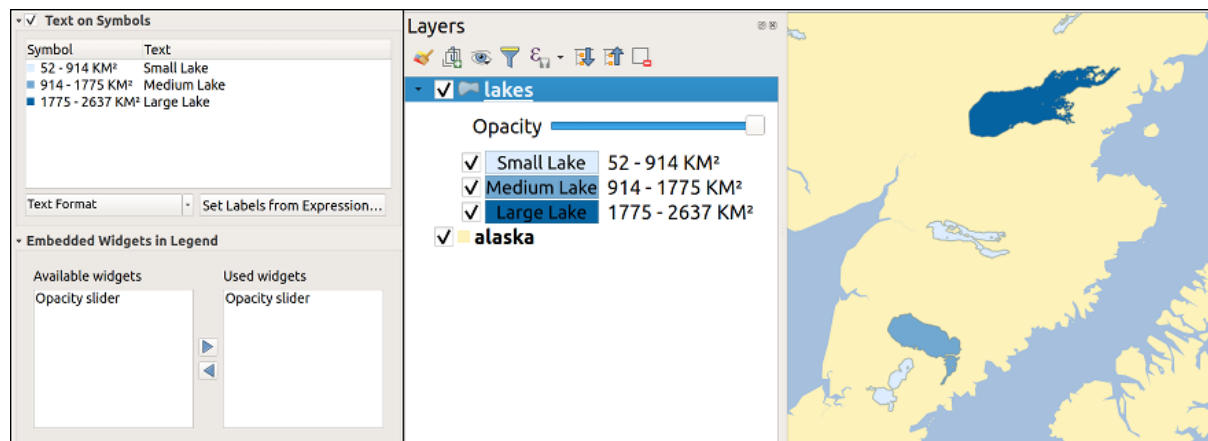 Text on Symbols
Symbol Text
52 - 914 KM² Small Lake
914 - 1775 KM² Medium Lake
1775 - 2637 KM² Large Lake
Text Format
Set Labels from Expression...
Embedded Widgets in Legend
Available widgets
Opacity slider
Used widgets
Opacity slider
Layers
lakes
Opacity
Small Lake 52 - 914 KM²
Medium Lake 914 - 1775 KM²
Large Lake 1775 - 2637 KM²
alaska